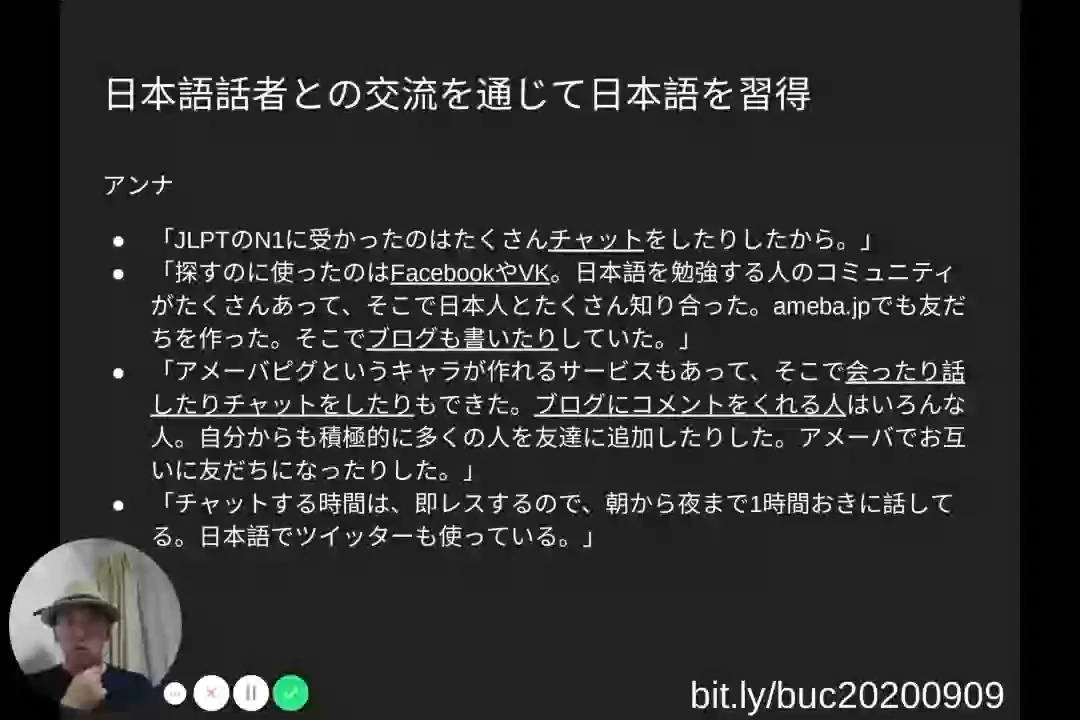 日本語話者との交流を通じて日本語を習得
アンナ
● 「JLPTのN1に受かったのはたくさんチャットをしたりしたから。」
● 「探すのに使ったのはFacebookやVK。日本語を勉強する人のコミュニティ
がたくさんあって、そこで日本人とたくさん知り合った。ameba.jpでも友だ
ちを作った。そこでブログも書いたりしていた。」
● 「アメーバピグというキャラが作れるサービスもあって、そこで会ったり話
したりチャットをしたりもできた。ブログにコメントをくれる人はいろんな
人。自分からも積極的に多くの人を友達に追加したりした。アメーバでお互
いに友だちになったりした。」
● 「チャットする時間は、即レスするので、朝から夜まで1時間おきに話して
る。日本語でツイッターも使っている。」
bit.ly/buc20200909